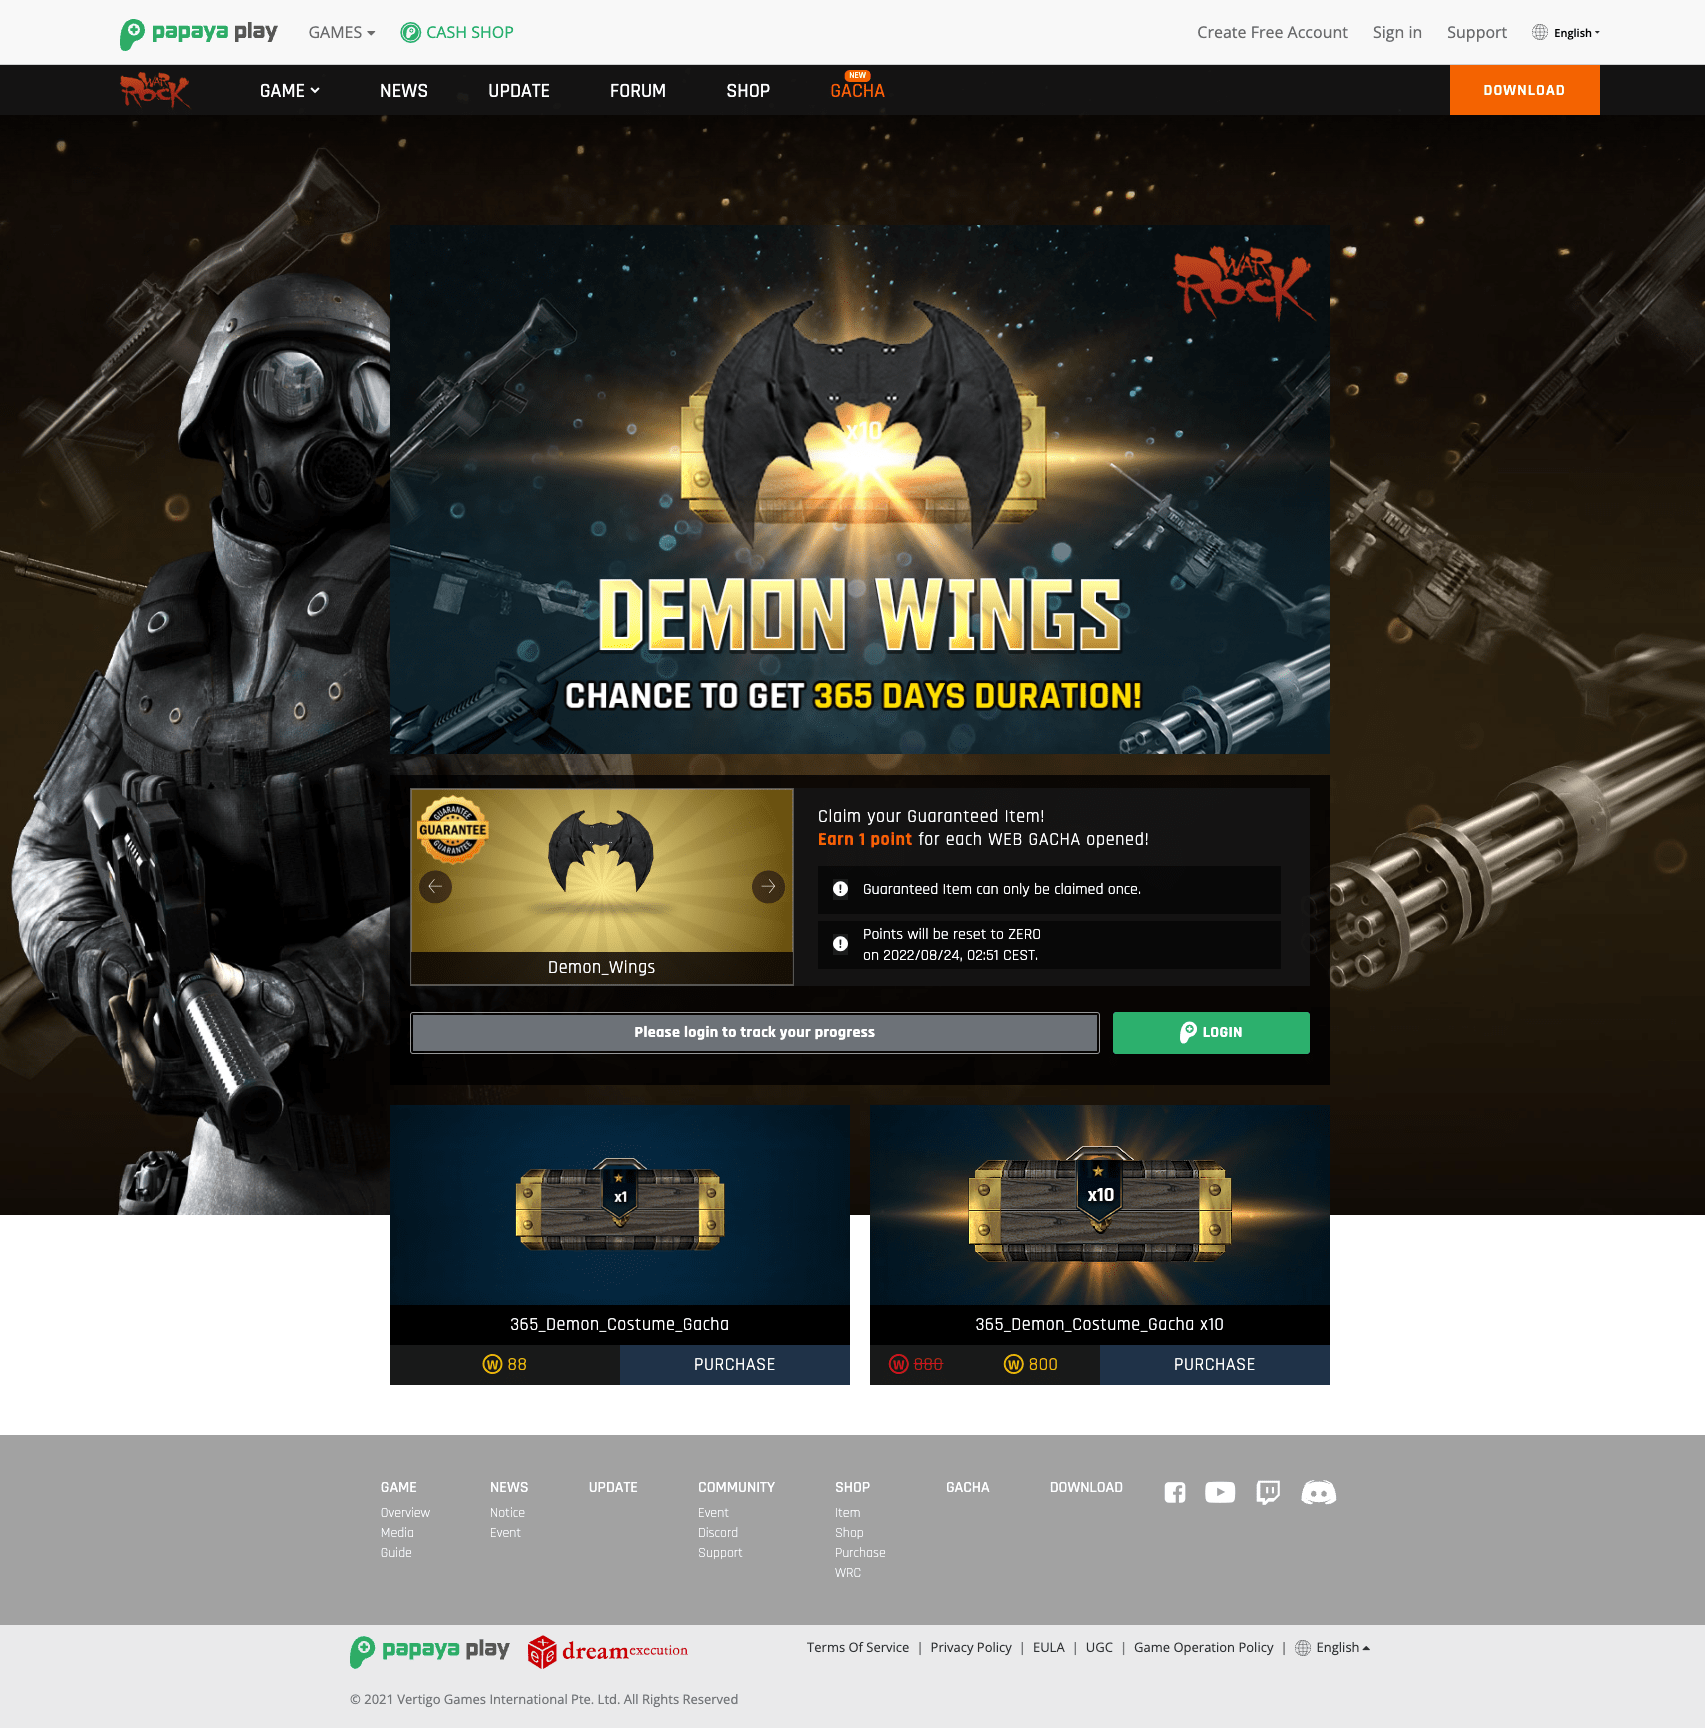 papaya play
GAMES
CASH SHOP
Create Free Account
Sign in
Support
English
WAR ROCK
GAME
NEWS
UPDATE
FORUM
SHOP
NEW
GACHA
DOWNLOAD
WAR
ROCK
x10
DEMON WINGS
CHANCE TO GET 365 DAYS DURATION!
GUARANTEE
GUARANTEE
GUARANTEE
Demon_Wings
Claim your Guaranteed Item!
Earn 1 point for each WEB GACHA opened!
Guaranteed Item can only be claimed once.
Points will be reset to ZERO
on 2022/08/24, 02:51 CEST.
Please login to track your progress
LOGIN
x1
x10
365_Demon_Costume_Gacha
365_Demon_Costume_Gacha x10
W 88
PURCHASE
W 880
W 800
PURCHASE
GAME
Overview
Media
Guide
NEWS
Notice
Event
UPDATE
COMMUNITY
Event
Discord
Support
SHOP
Item
Shop
Purchase
WRC
GACHA
DOWNLOAD
papaya play
dream execution
Terms Of Service | Privacy Policy | EULA | UGC | Game Operation Policy | English
© 2021 Vertigo Games International Pte. Ltd. All Rights Reserved